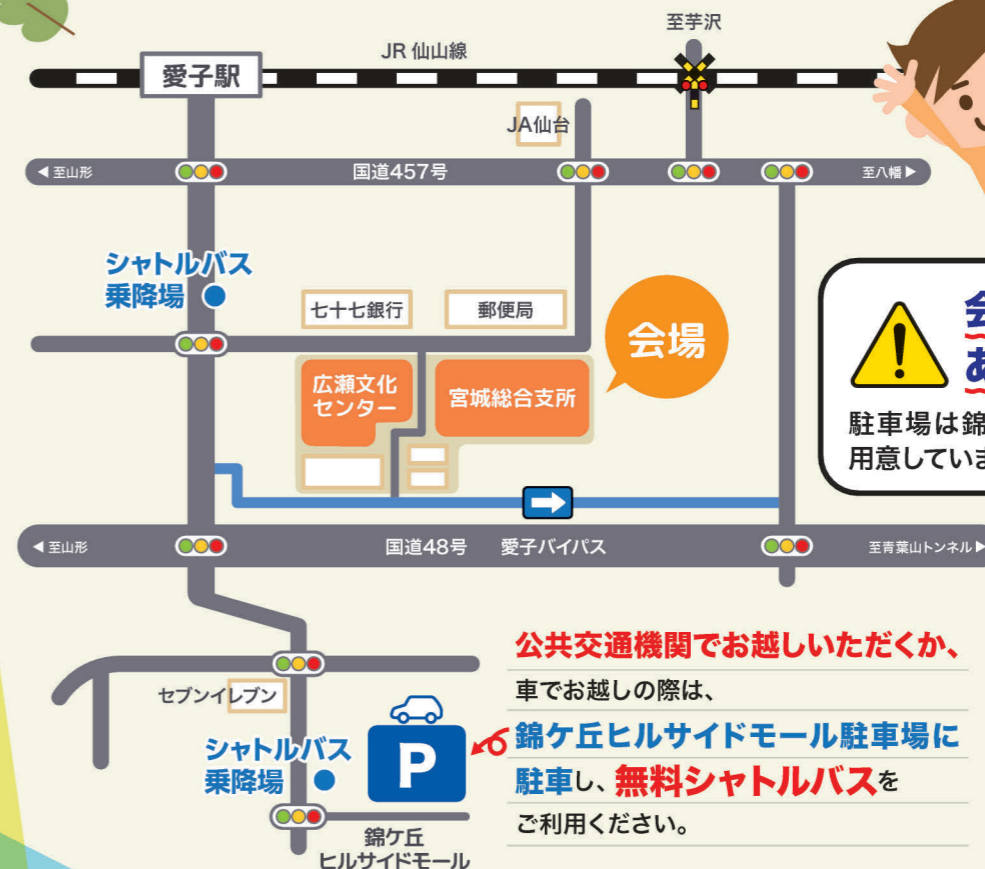 至芋沢
JR 仙山線
愛子駅
JA仙台
◀至山形
国道457号
至八幡▶
シャトルバス
乗降場
七十七銀行
郵便局
会場
広瀬文化
センター
宮城総合支所
駐車場は錦
用意していま
◀至山形
国道48号 愛子バイパス
至青葉山トンネル▶
公共交通機関でお越しいただくか、
車でお越しの際は、
錦ケ丘ヒルサイドモール駐車場に
駐車し、無料シャトルバスを
ご利用ください。
セブンイレブン
シャトルバス
乗降場
P
錦ケ丘
ヒルサイドモール